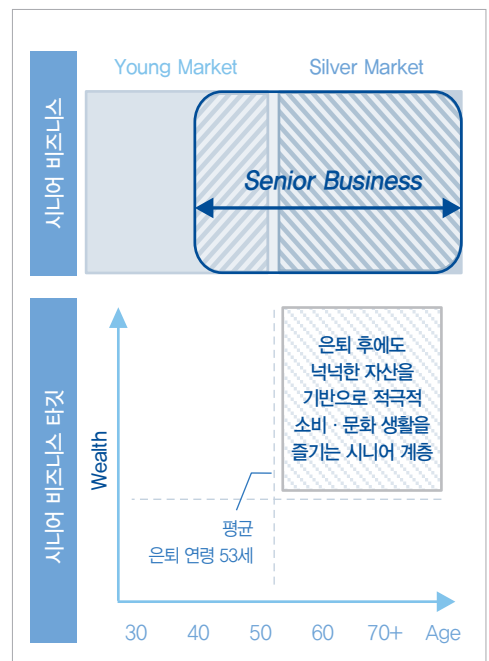 시니어 비즈니스
Young Market
Silver Market
Senior Business
시니어 비즈니스 타깃
Wealth
은퇴 후에도
넉넉한 자산을
기반으로 적극적
소비 · 문화 생활을
즐기는 시니어 계층
평균
은퇴 연령 53세
30 40 50 60 70+ Age